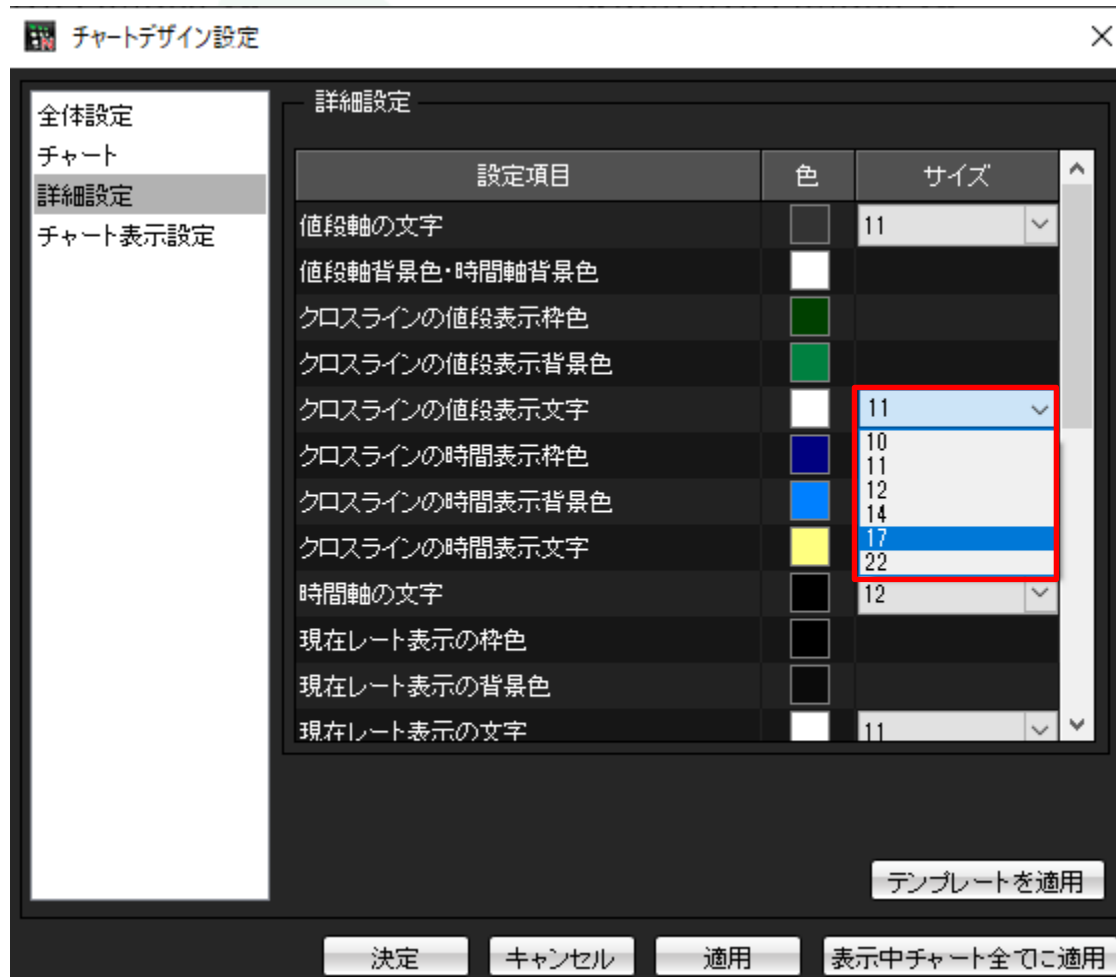 チャートデザイン設定
全体設定
チャート
詳細設定
チャート表示設定
詳細設定
設定項目 色 サイズ
値段軸の文字 11
値段軸背景色・時間軸背景色
クロスラインの値段表示枠色
クロスラインの値段表示背景色
クロスラインの値段表示文字 11
10
11
12
14
17
22
クロスラインの時間表示枠色
クロスラインの時間表示背景色
クロスラインの時間表示文字
時間軸の文字 12
現在レート表示の枠色
現在レート表示の背景色
現在レート表示の文字 11
テンプレートを適用
決定 キャンセル 適用 表示中チャート全てに適用